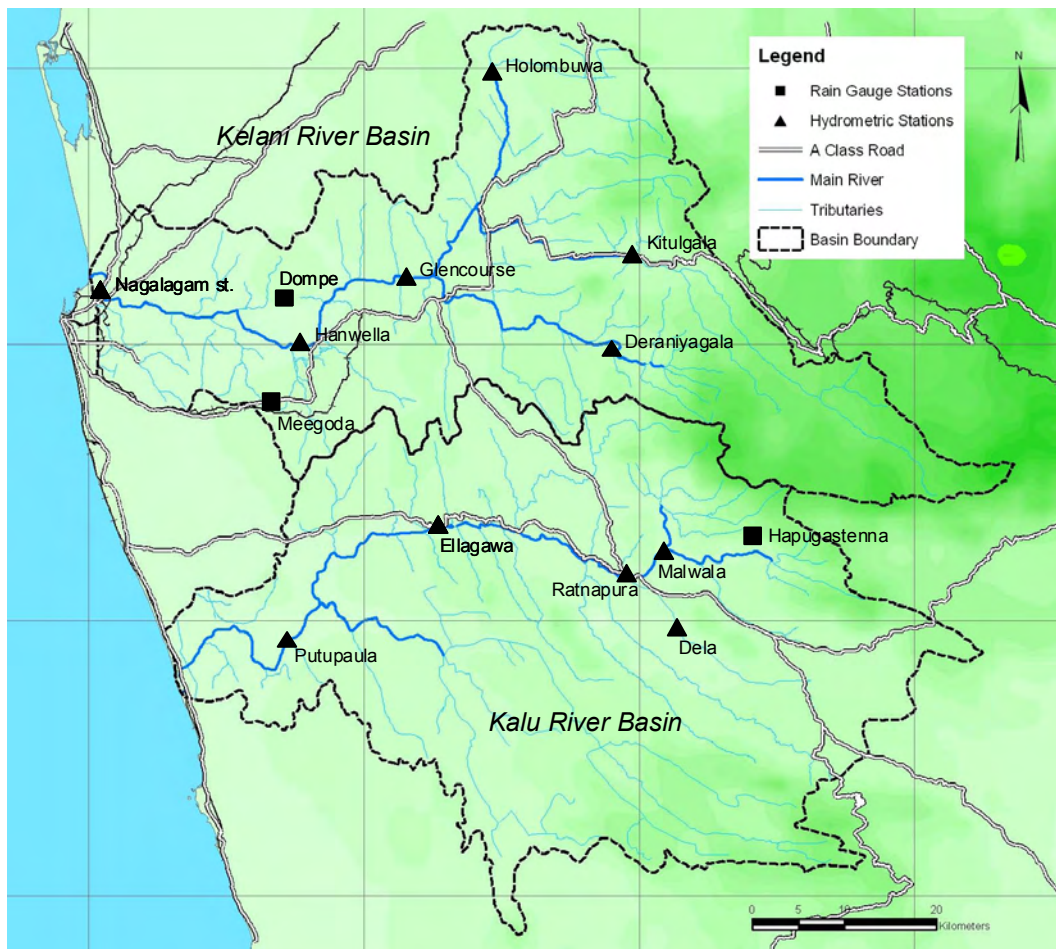 Holombuwa
Legend
N
Rain Gauge Stations
Hydrometric Stations
A Class Road
Main River
Tributaries
Basin Boundary
Kelani River Basin
Kitulgala
Glencourse
Dompe
Nagalagam st.
Hanwella
Deraniyagala
Meegoda
Hapugastenna
Ellagawa
Malwala
Ratnapura
Dela
Putupaula
Kalu River Basin
0 5 10 20
Kilometers